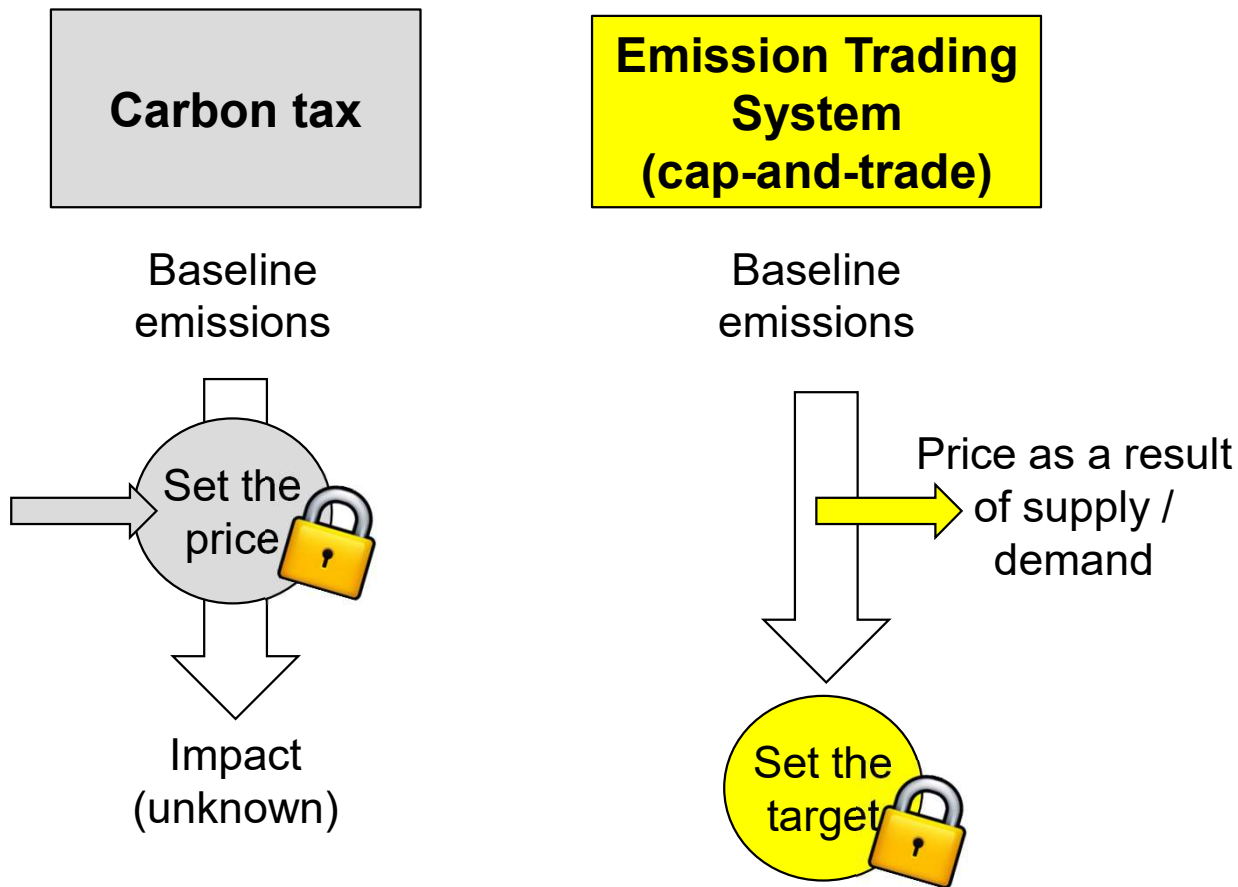 Carbon tax
Emission Trading
System
(cap-and-trade)
Baseline
emissions
Baseline
emissions
Set the
price
Price as a result
of supply /
demand
Impact
(unknown)
Set the
target